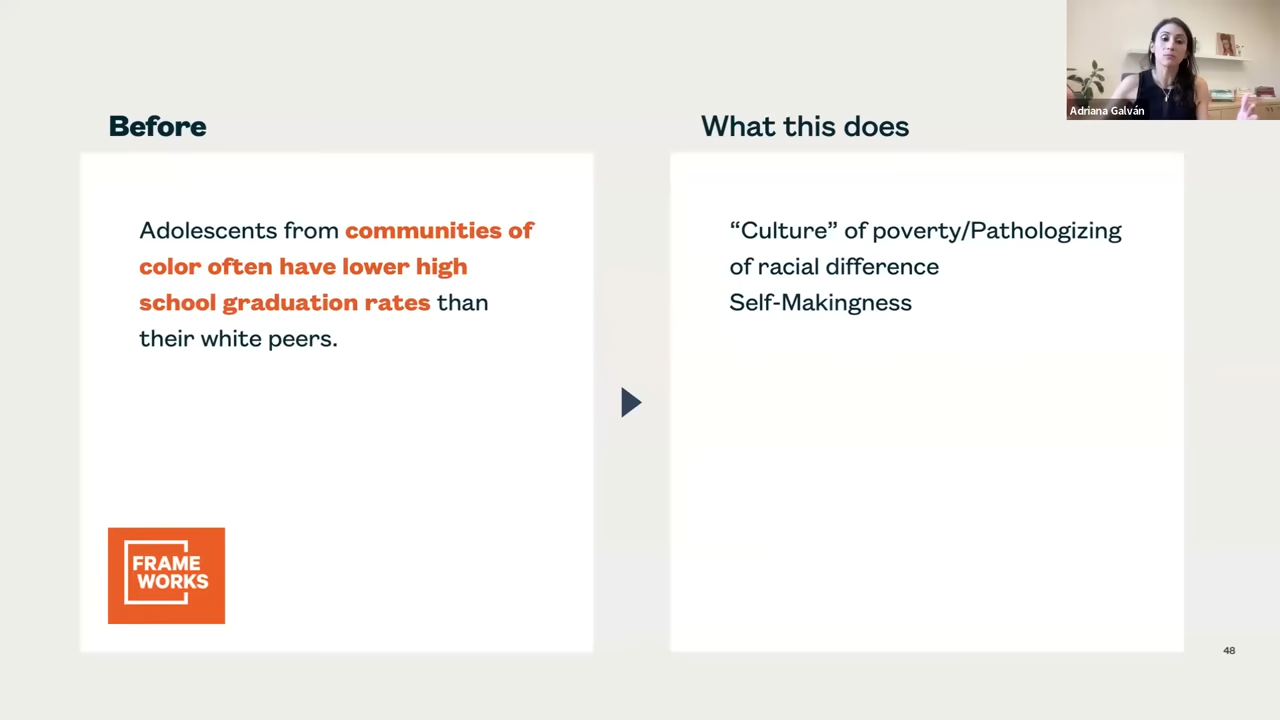 Adriana Galván
Before
What this does
Adolescents from communities of
color often have lower high
school graduation rates than
their white peers.
“Culture” of poverty/Pathologizing
of racial difference
Self-Makingness
FRAME
WORKS
48